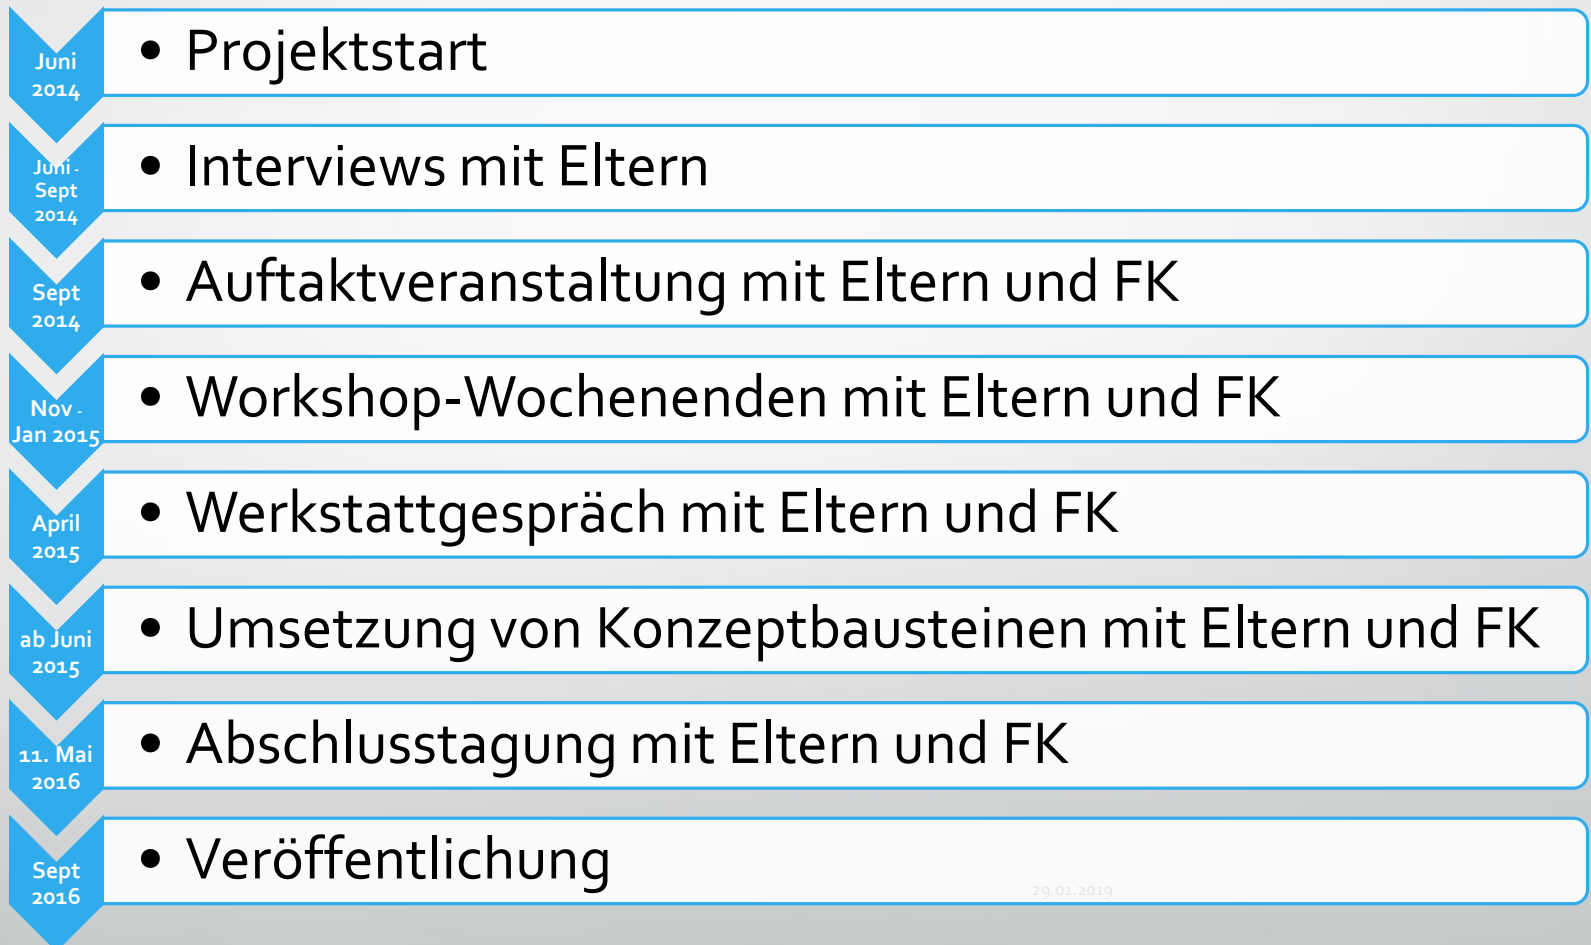 Juni
2014
• Projektstart
Juni -
Sept
2014
• Interviews mit Eltern
Sept
2014
• Auftaktveranstaltung mit Eltern und FK
Nov -
Jan 2015
• Workshop-Wochenenden mit Eltern und FK
April
2015
• Werkstattgespräch mit Eltern und FK
ab Juni
2015
• Umsetzung von Konzeptbausteinen mit Eltern und FK
11. Mai
2016
• Abschlusstagung mit Eltern und FK
Sept
2016
• Veröffentlichung
29.01.2019